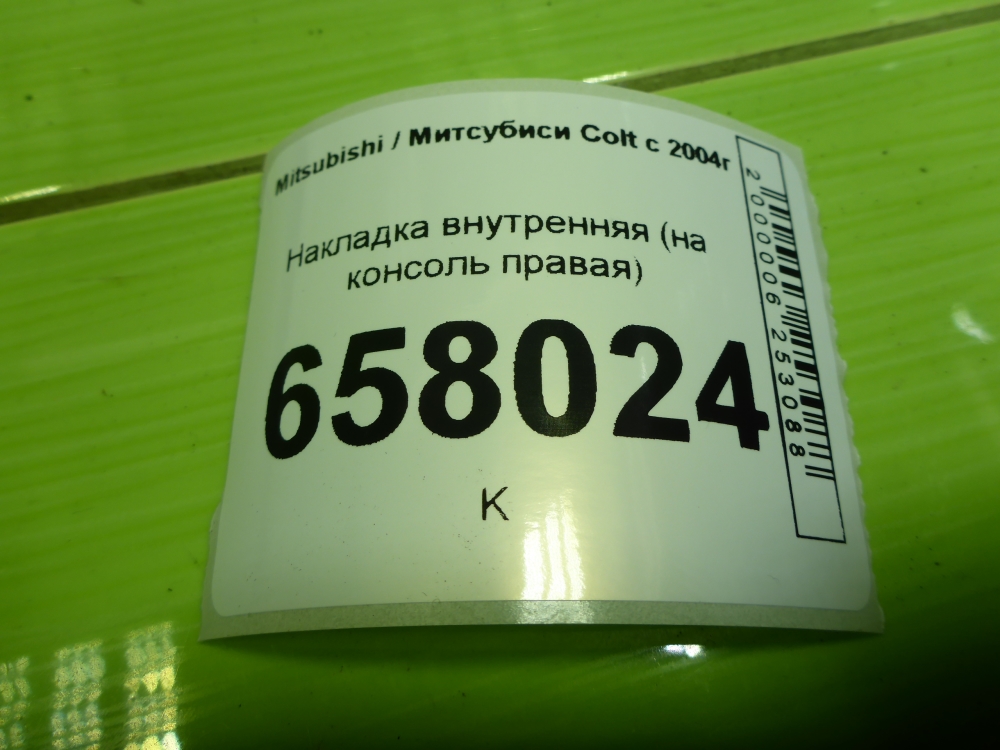 Mitsubishi / Митсубиси Colt с 2004г
Накладка внутренняя (на
консоль правая)
658024
К
2000006253088